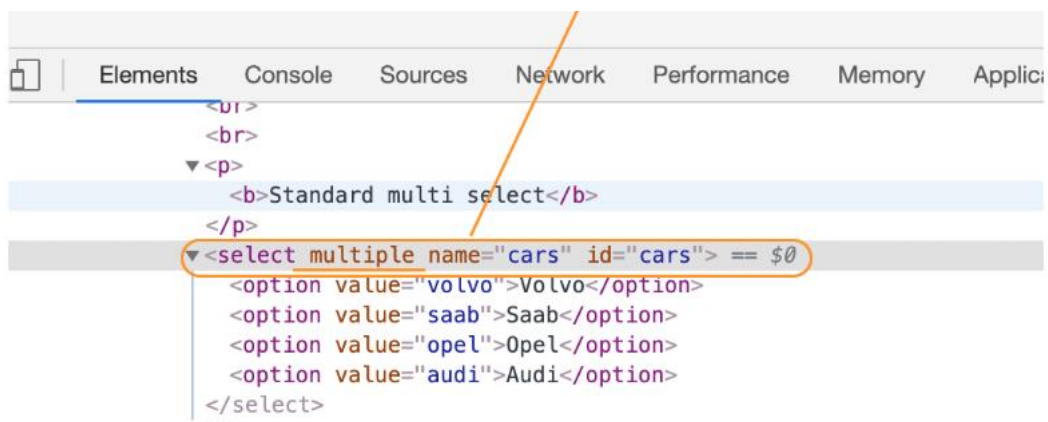 Elements Console Sources Network Performance Memory Applica
<br>
<br>
▼<p>
<b>Standard multi select</b>
</p>
▼<select multiple name="cars" id="cars"> == $0
<option value="volvo">Volvo</option>
<option value="saab">Saab</option>
<option value="opel">Opel</option>
<option value="audi">Audi</option>
</select>